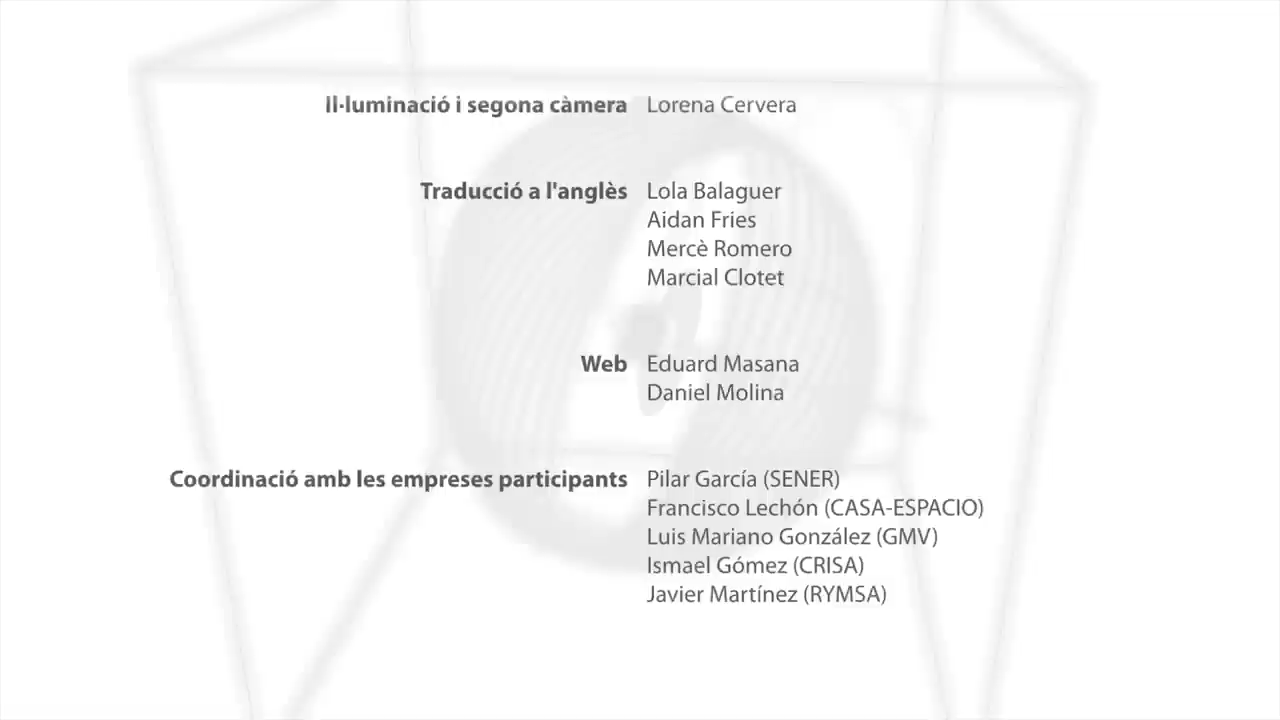 Il·luminació i segona càmera Lorena Cervera
Traducció a l'anglès Lola Balaguer
Aidan Fries
Mercè Romero
Marcial Clotet
Web Eduard Masana
Daniel Molina
Coordinació amb les empreses participants Pilar García (SENER)
Francisco Lechón (CASA-ESPACIO)
Luis Mariano González (GMV)
Ismael Gómez (CRISA)
Javier Martínez (RYMSA)